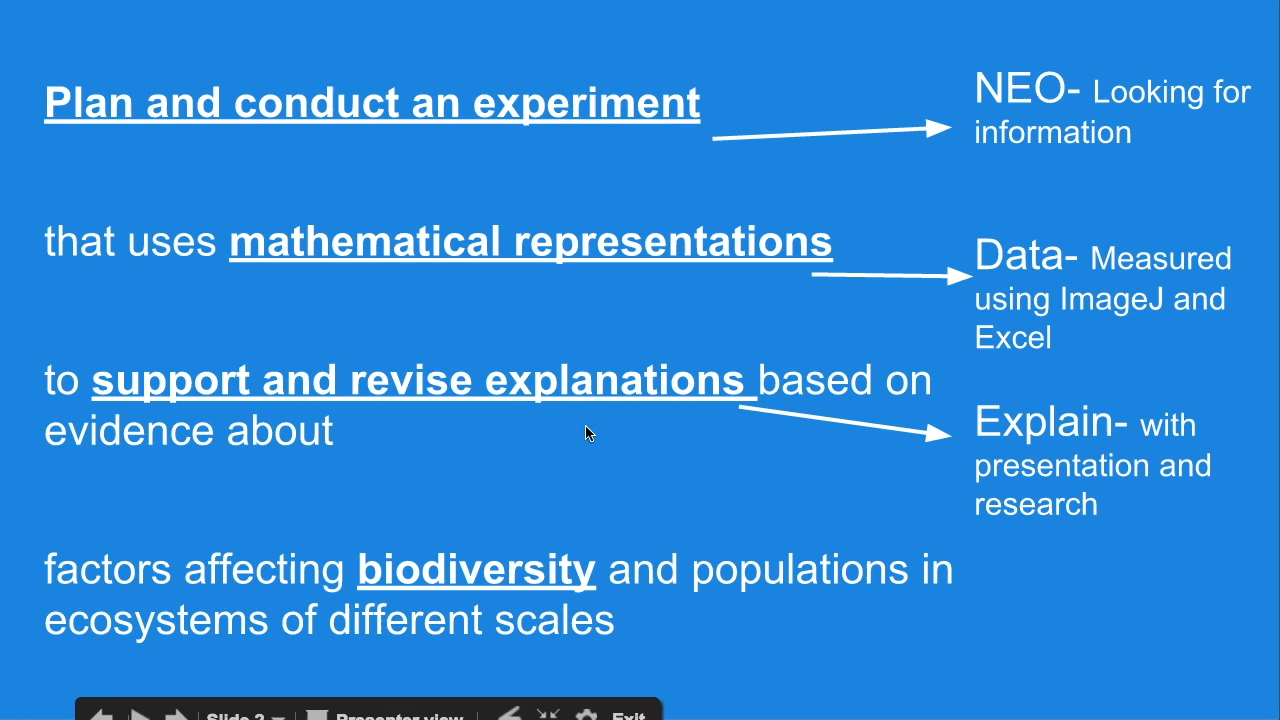 Plan and conduct an experiment
NEO- Looking for
information
that uses mathematical representations
Data- Measured
using ImageJ and
Excel
to support and revise explanations based on
evidence about
Explain- with
presentation and
research
factors affecting biodiversity and populations in
ecosystems of different scales
Slide 2 Presenter view Exit